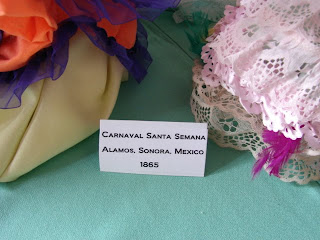 Carnaval Santa Semana
Alamos, Sonora, Mexico
1865